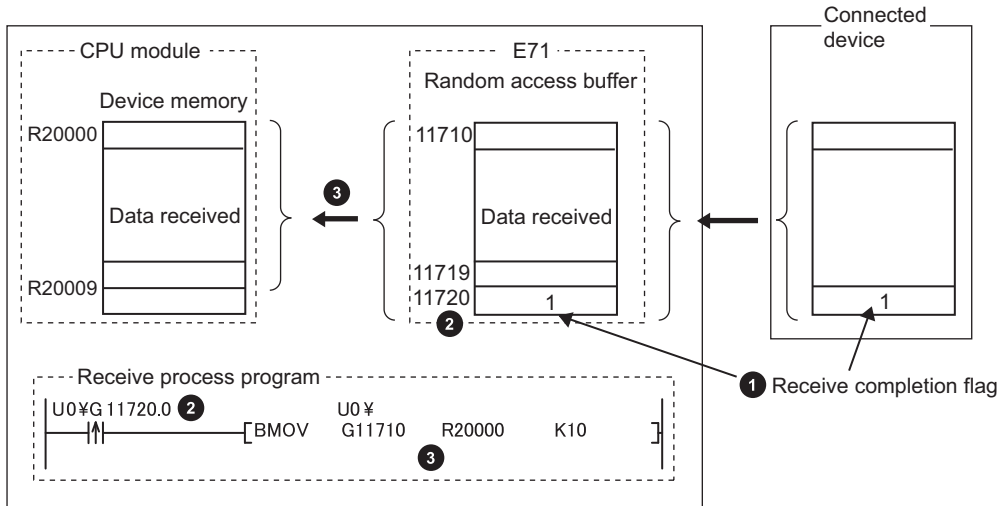 Connected
device
CPU module
E71
Random access buffer
Device memory
R20000
11710
3
Data received
Data received
11719
R20009
11720
1
1
2
1 Receive completion flag
Receive process program
U0¥G11720.0 2
U0¥
BMOV G11710 R20000 K10
3